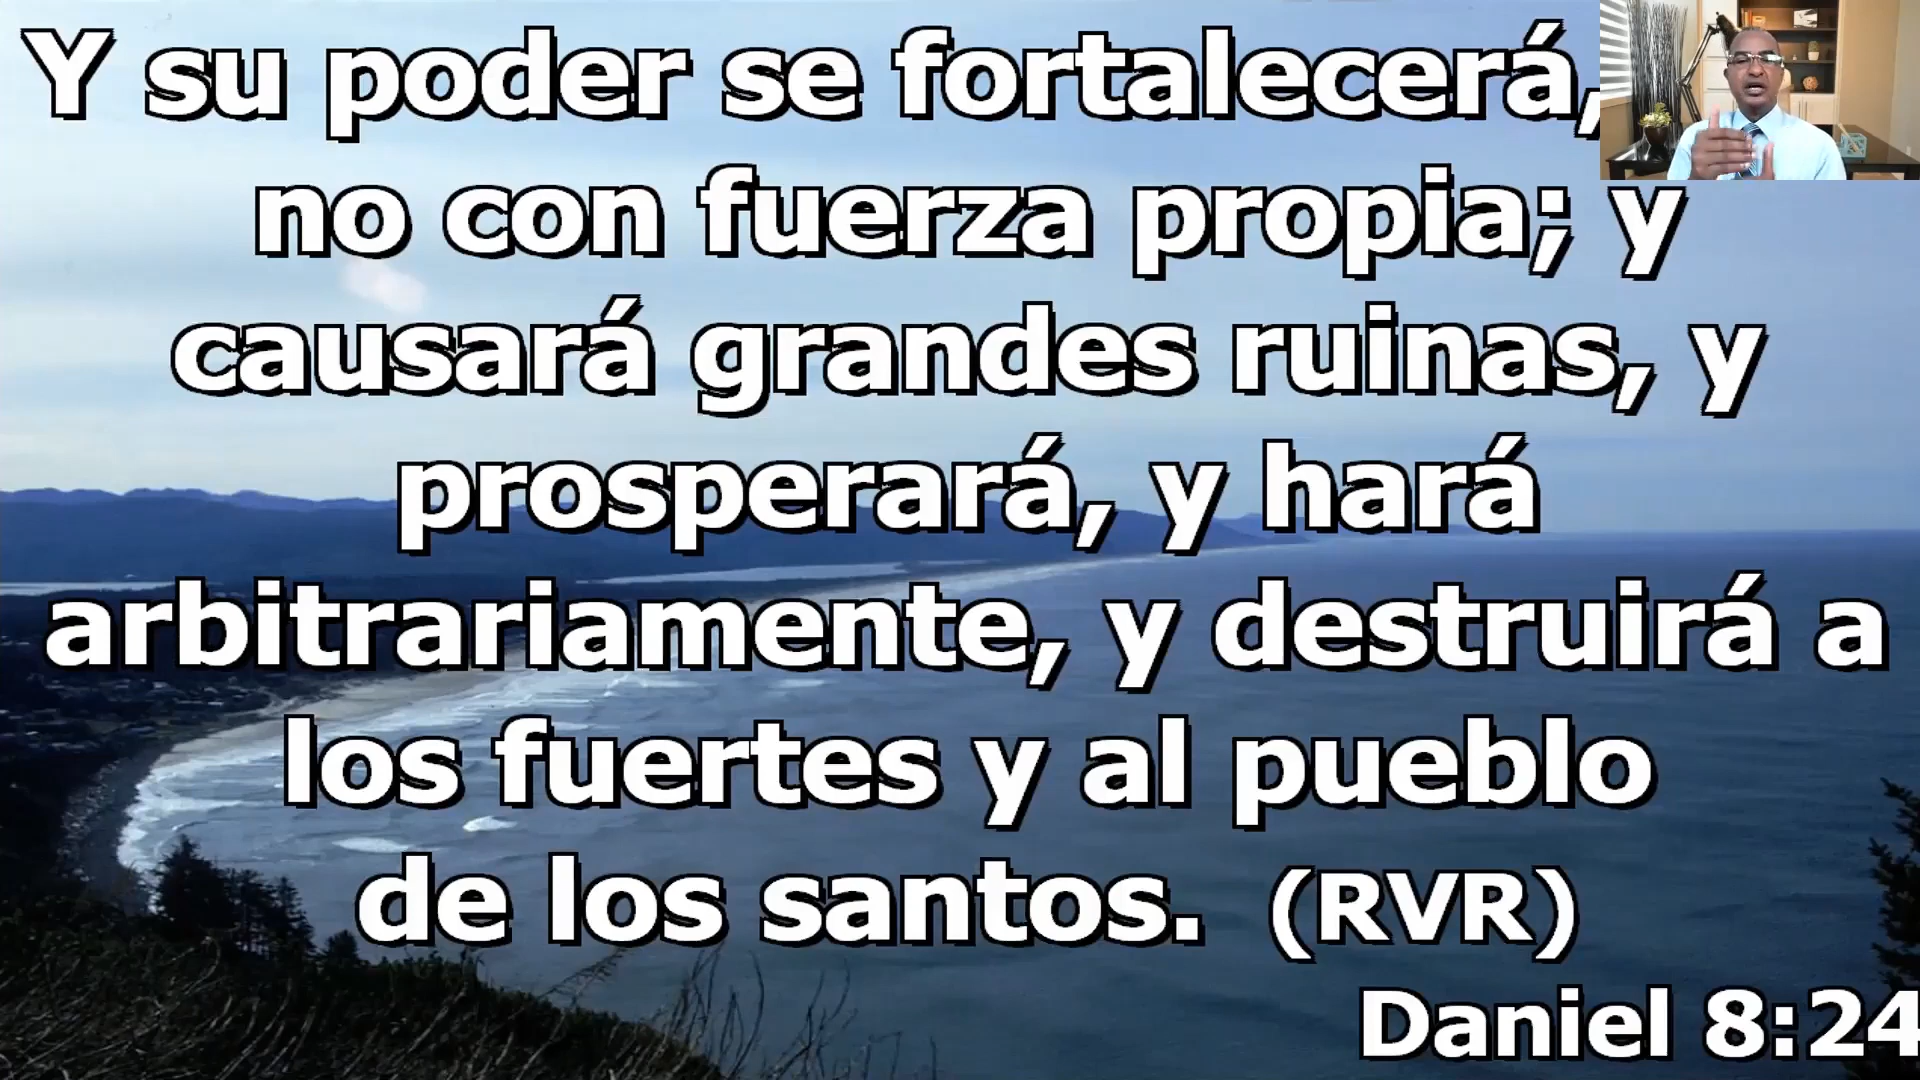 Y su poder se fortalecerá,
no con fuerza propia; y
causará grandes ruinas, y
prosperará, y hará
arbitrariamente, y destruirá a
los fuertes y al pueblo
de los santos. (RVR)
Daniel 8:24